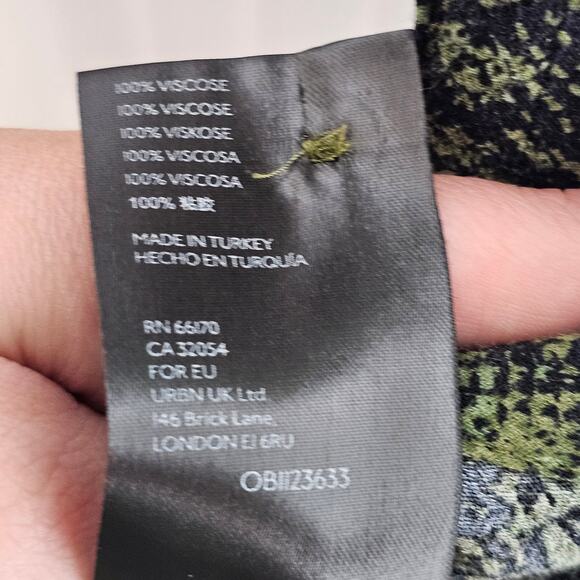 100% VISCOSE
100% VISCOSE
100% VISKOSE
100% VISCOSA
100% VISCOSA
100% 粘胶
MADE IN TURKEY
HECHO EN TURQUÍA
RN 66170
CA 32054
FOR EU
URBN UK Ltd.
146 Brick Lane,
LONDON E1 6RU
OB1123633